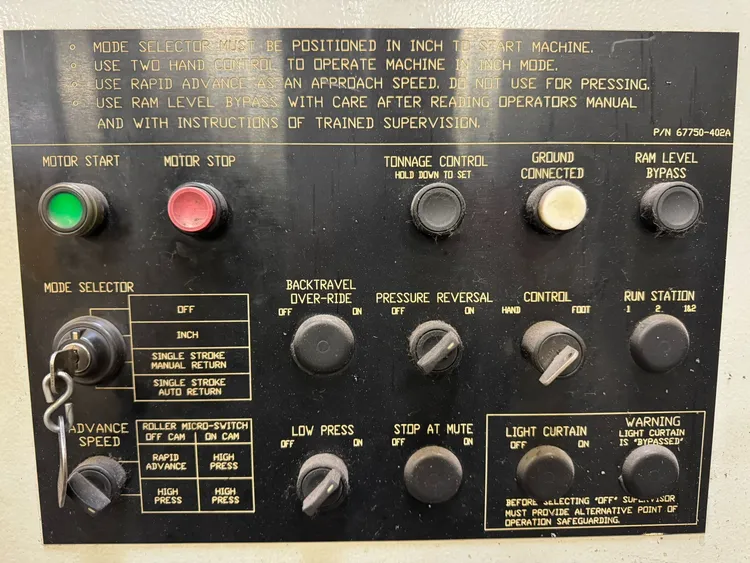 MODE SELECTOR MUST BE POSITIONED IN INCH TO START MACHINE.
USE TWO HAND CONTROL TO OPERATE MACHINE IN INCH MODE.
USE RAPID ADVANCE AS AN APPROACH SPEED. DO NOT USE FOR PRESSING.
USE RAM LEVEL BYPASS WITH CARE AFTER READING OPERATORS MANUAL
AND WITH INSTRUCTIONS OF TRAINED SUPERVISION.
P/N 67750-402A
MOTOR START
MOTOR STOP
TONNAGE CONTROL
HOLD DOWN TO SET
GROUND
CONNECTED
RAM LEVEL
BYPASS
MODE SELECTOR
OFF
INCH
SINGLE STROKE
MANUAL RETURN
SINGLE STROKE
AUTO RETURN
BACKTRAVEL
OVER-RIDE
OFF ON
PRESSURE REVERSAL
OFF ON
CONTROL
HAND FOOT
RUN STATION
1 2. 1&2
ADVANCE
SPEED
ROLLER MICRO-SWITCH
OFF CAM ON CAM
RAPID
ADVANCE
HIGH
PRESS
HIGH
PRESS
HIGH
PRESS
LOW PRESS
OFF ON
STOP AT MUTE
OFF ON
LIGHT CURTAIN
OFF ON
WARNING
LIGHT CURTAIN
IS "BYPASSED"
BEFORE SELECTING "OFF" SUPERVISOR
MUST PROVIDE ALTERNATIVE POINT OF
OPERATION SAFEGUARDING.